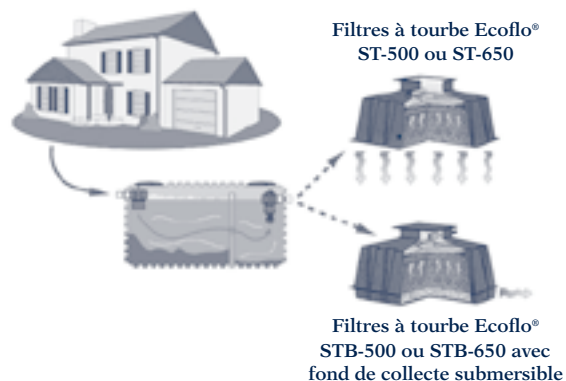 Filtres à tourbe Ecoflo®
ST-500 ou ST-650
Filtres à tourbe Ecoflo®
STB-500 ou STB-650 avec
fond de collecte submersible